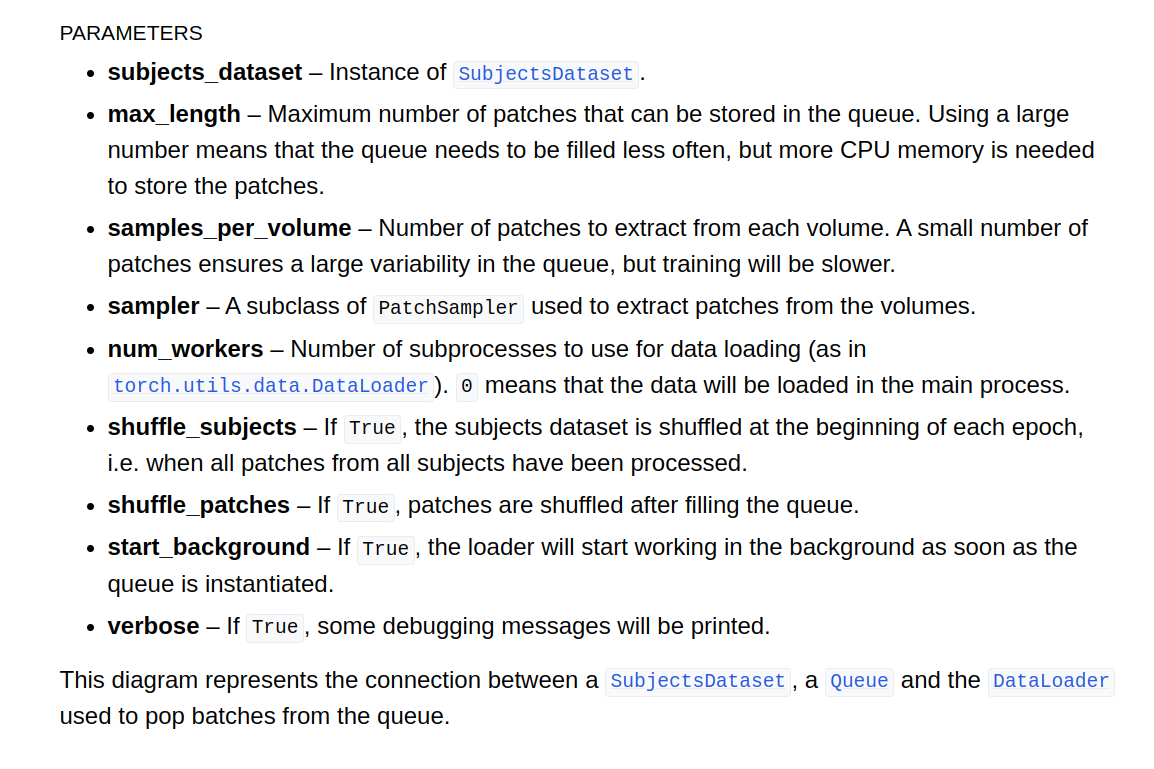 PARAMETERS
• subjects_dataset – Instance of SubjectsDataset.
• max_length – Maximum number of patches that can be stored in the queue. Using a large
number means that the queue needs to be filled less often, but more CPU memory is needed
to store the patches.
• samples_per_volume – Number of patches to extract from each volume. A small number of
patches ensures a large variability in the queue, but training will be slower.
• sampler – A subclass of PatchSampler used to extract patches from the volumes.
• num_workers – Number of subprocesses to use for data loading (as in
torch.utils.data.DataLoader). 0 means that the data will be loaded in the main process.
• shuffle_subjects – If True, the subjects dataset is shuffled at the beginning of each epoch,
i.e. when all patches from all subjects have been processed.
• shuffle_patches – If True, patches are shuffled after filling the queue.
• start_background – If True, the loader will start working in the background as soon as the
queue is instantiated.
• verbose – If True, some debugging messages will be printed.
This diagram represents the connection between a SubjectsDataset, a Queue and the DataLoader
used to pop batches from the queue.